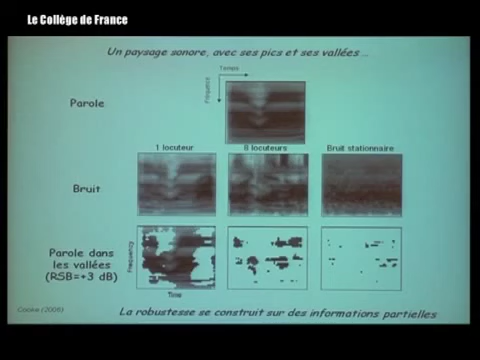 Le Collège de France
Un paysage sonore, avec ses pics et ses vallées ...
Temps
Fréquence
Parole
1 locuteur
8 locuteurs
Bruit stationnaire
Bruit
Parole dans
les vallées
(RSB=+3 dB)
Frequency
Time
Cooke (2006)
La robustesse se construit sur des informations partielles